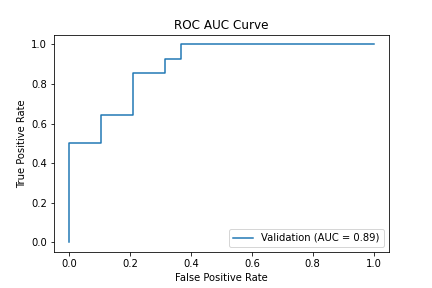 ROC AUC Curve
True Positive Rate
1.0
0.8
0.6
0.4
0.2
0.0
Validation (AUC = 0.89)
0.0 0.2 0.4 0.6 0.8 1.0
False Positive Rate